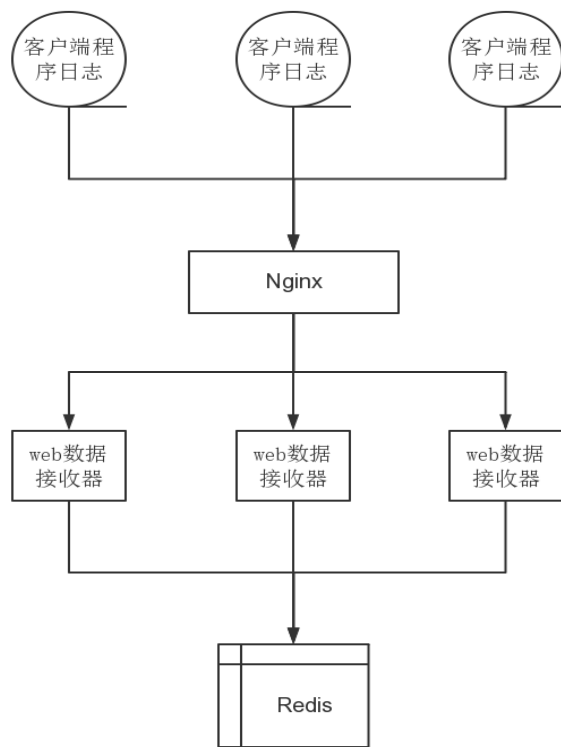 客户端程
序日志
客户端程
序日志
客户端程
序日志
Nginx
web数据
接收器
web数据
接收器
web数据
接收器
Redis